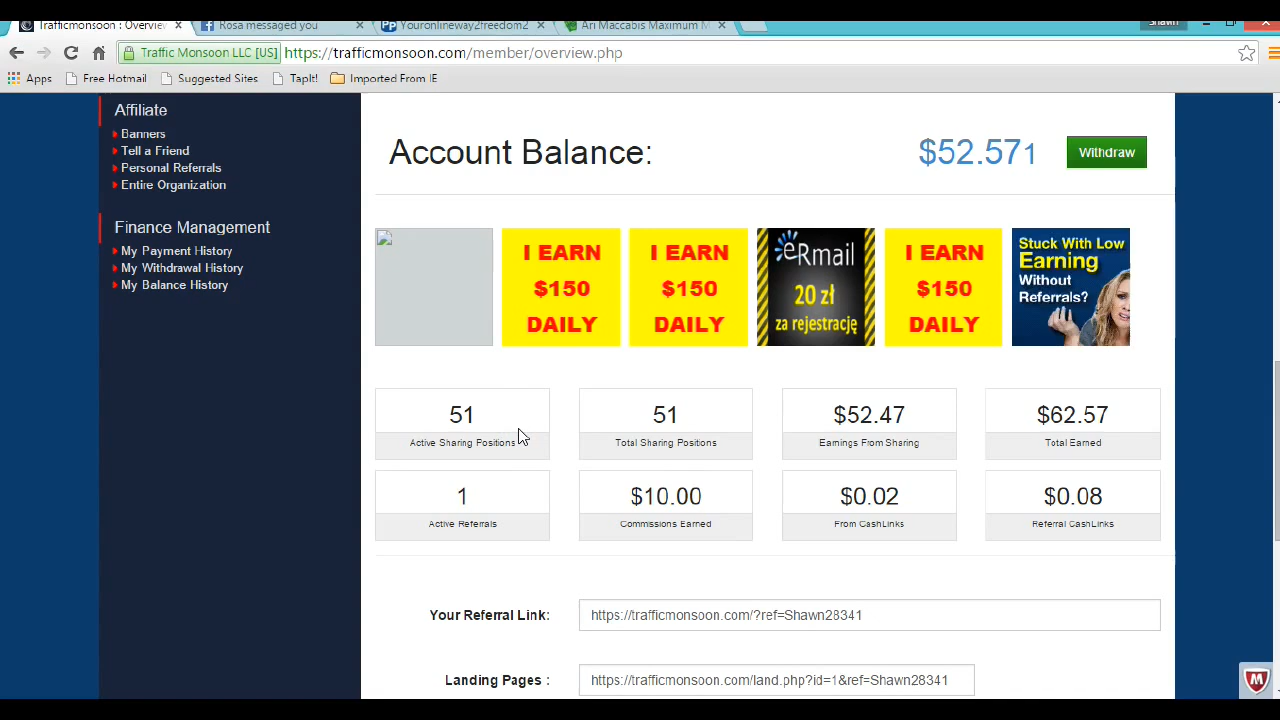 Trafficmonsoon : Overview
Rosa messaged you
Youronlineway2freedom2
Ari Maccabis Maximum M
Shawn
Traffic Monsoon LLC [US]
https://trafficmonsoon.com/member/overview.php
Apps
Free Hotmail
Suggested Sites
TapIt!
Imported From IE
Affiliate
Banners
Tell a Friend
Personal Referrals
Entire Organization
Finance Management
My Payment History
My Withdrawal History
My Balance History
Account Balance:
$52.571
Withdraw
I EARN
$150
DAILY
I EARN
$150
DAILY
eRmail
20 zł
za rejestrację
I EARN
$150
DAILY
Stuck With Low
Earning
Without
Referrals?
51
Active Sharing Positions
51
Total Sharing Positions
$52.47
Earnings From Sharing
$62.57
Total Earned
1
Active Referrals
$10.00
Commissions Earned
$0.02
From CashLinks
$0.08
Referral CashLinks
Your Referral Link:
https://trafficmonsoon.com/?ref=Shawn28341
Landing Pages :
https://trafficmonsoon.com/land.php?id=1&ref=Shawn28341